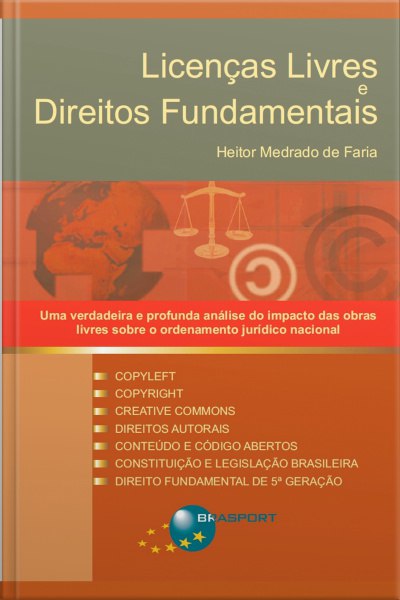 Licenças Livres
e
Direitos Fundamentais
Heitor Medrado de Faria
Uma verdadeira e profunda análise do impacto das obras
livres sobre o ordenamento jurídico nacional
COPYLEFT
COPYRIGHT
CREATIVE COMMONS
DIREITOS AUTORAIS
CONTEÚDO E CÓDIGO ABERTOS
CONSTITUIÇÃO E LEGISLAÇÃO BRASILEIRA
DIREITO FUNDAMENTAL DE 5ª GERAÇÃO
BRASPORT